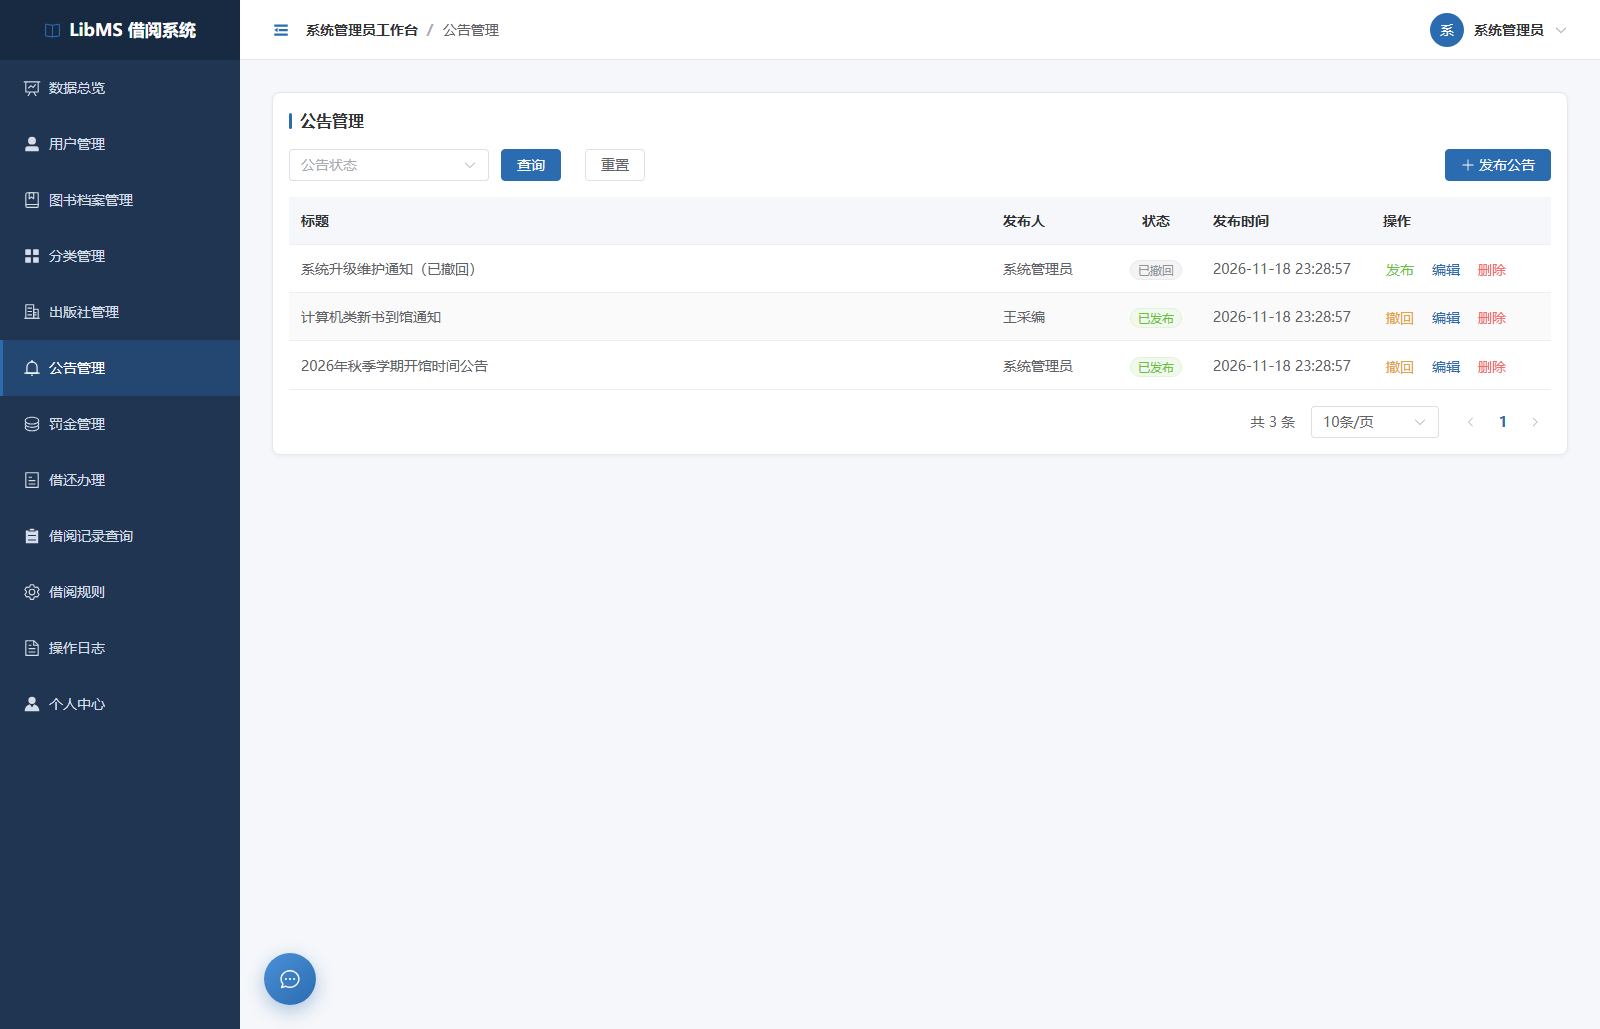 LibMS 借阅系统
数据总览
用户管理
图书档案管理
分类管理
出版社管理
公告管理
罚金管理
借还办理
借阅记录查询
借阅规则
操作日志
个人中心
系统管理员工作台 / 公告管理
系 系统管理员
公告管理
公告状态 查询 重置 发布公告
标题 发布人 状态 发布时间 操作
系统升级维护通知（已撤回） 系统管理员 已撤回 2026-11-18 23:28:57 发布 编辑 删除
计算机类新书到馆通知 王采编 已发布 2026-11-18 23:28:57 撤回 编辑 删除
2026年秋季学期开馆时间公告 系统管理员 已发布 2026-11-18 23:28:57 撤回 编辑 删除
共 3 条 10条/页 1